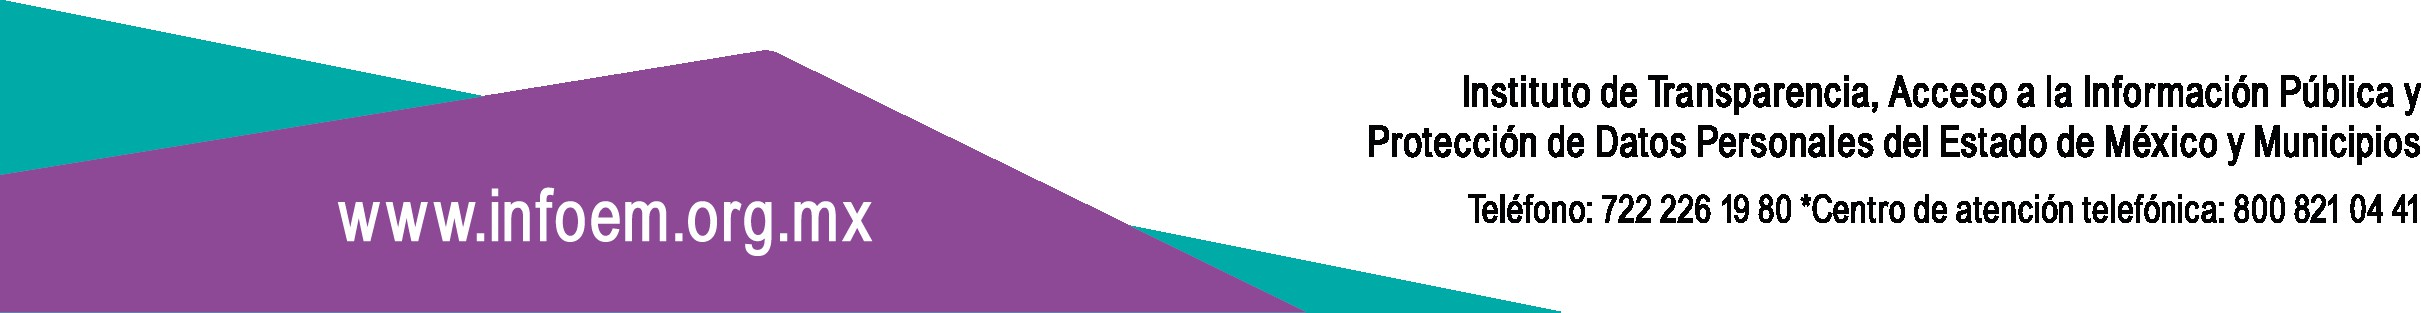 Instituto de Transparencia, Acceso a la Información Pública y
Protección de Datos Personales del Estado de México y Municipios
Teléfono: 722 226 19 80 *Centro de atención telefónica: 800 821 04 41
www.infoem.org.mx